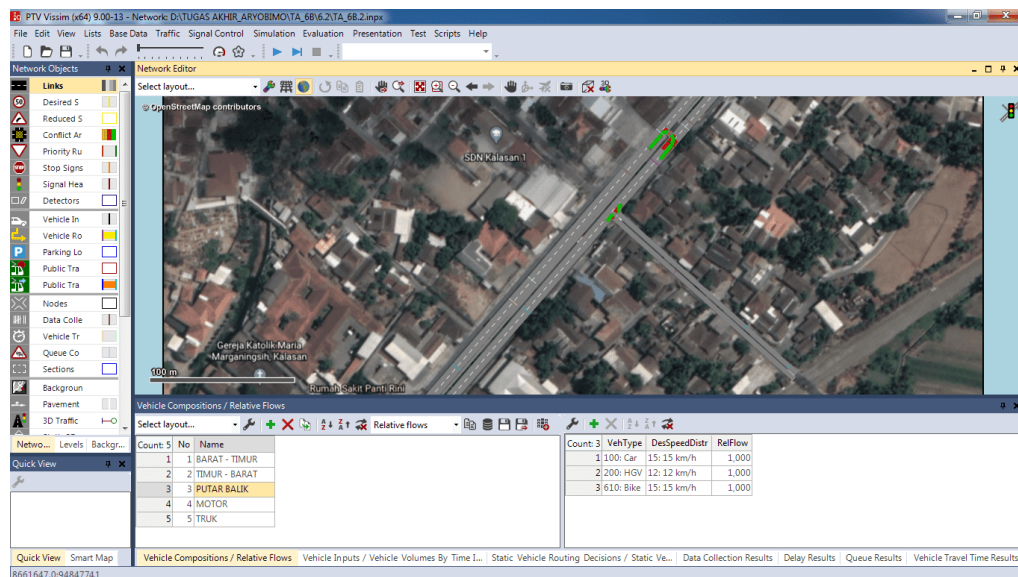 PTV Vissim (x64) 9.00-13 - Network: D:\TUGAS AKHIR_ARYOBIMO\TA_6B\6.2\TA_6B.2.inpx
File Edit View Lists Base Data Traffic Signal Control Simulation Evaluation Presentation Test Scripts Help
Network Objects
Network Editor
Select layout...
Links
Desired S
Reduced S
Conflict Ar
Priority Ru
Stop Signs
Signal Hea
Detectors
Vehicle In
Vehicle Ro
Parking Lo
Public Tra
Public Tra
Nodes
Data Colle
Vehicle Tr
Queue Co
Sections
Backgroun
Pavement
3D Traffic
Netwo... Levels Backgr...
Quick View
Quick View Smart Map
© OpenStreetMap contributors
SDN Kalasan 1
Gereja Katolik Maria
Marganingsih, Kalasan
100 m
Rumah Sakit Panti Rini
Vehicle Compositions / Relative Flows
Select layout... Relative flows
Count: 5 No Name
1 1 BARAT - TIMUR
2 2 TIMUR - BARAT
3 3 PUTAR BALIK
4 4 MOTOR
5 5 TRUK
Count: 3 VehType DesSpeedDistr RelFlow
1 100: Car 15: 15 km/h 1,000
2 200: HGV 12: 12 km/h 1,000
3 610: Bike 15: 15 km/h 1,000
Vehicle Compositions / Relative Flows Vehicle Inputs / Vehicle Volumes By Time I... Static Vehicle Routing Decisions / Static Ve... Data Collection Results Delay Results Queue Results Vehicle Travel Time Results
8661647.0:94847741